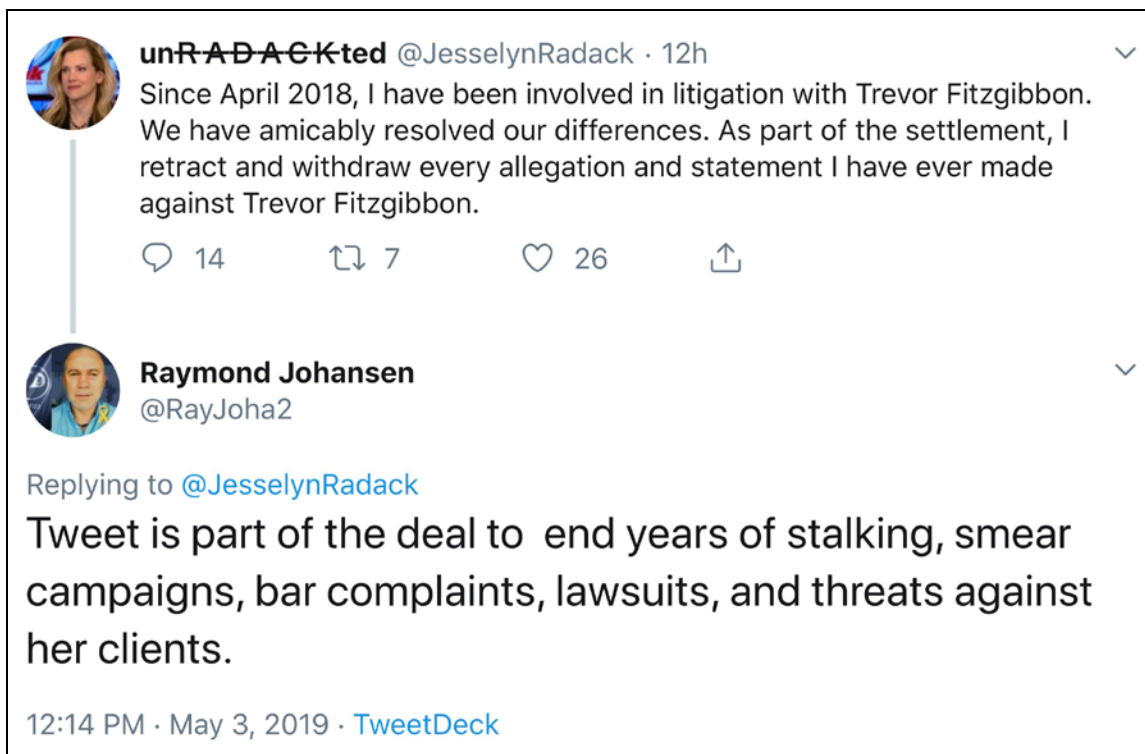 unRADACKted @JesselynRadack · 12h
Since April 2018, I have been involved in litigation with Trevor Fitzgibbon.
We have amicably resolved our differences. As part of the settlement, I
retract and withdraw every allegation and statement I have ever made
against Trevor Fitzgibbon.
14 7 26
Raymond Johansen
@RayJoha2
Replying to @JesselynRadack
Tweet is part of the deal to  end years of stalking, smear
campaigns, bar complaints, lawsuits, and threats against
her clients.
12:14 PM · May 3, 2019 · TweetDeck